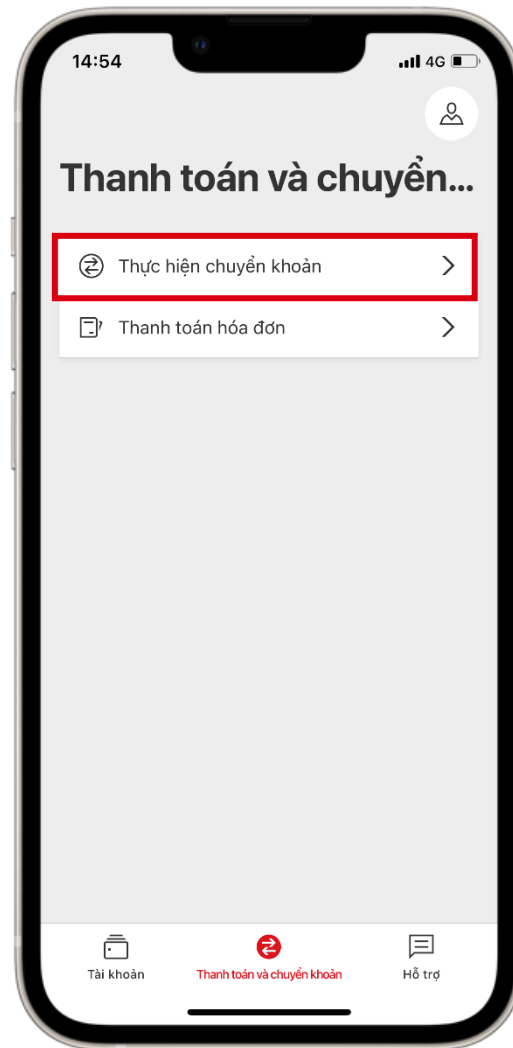 14:54
4G
Thanh toán và chuyển...
Thực hiện chuyển khoản
Thanh toán hóa đơn
Tài khoản
Thanh toán và chuyển khoản
Hỗ trợ